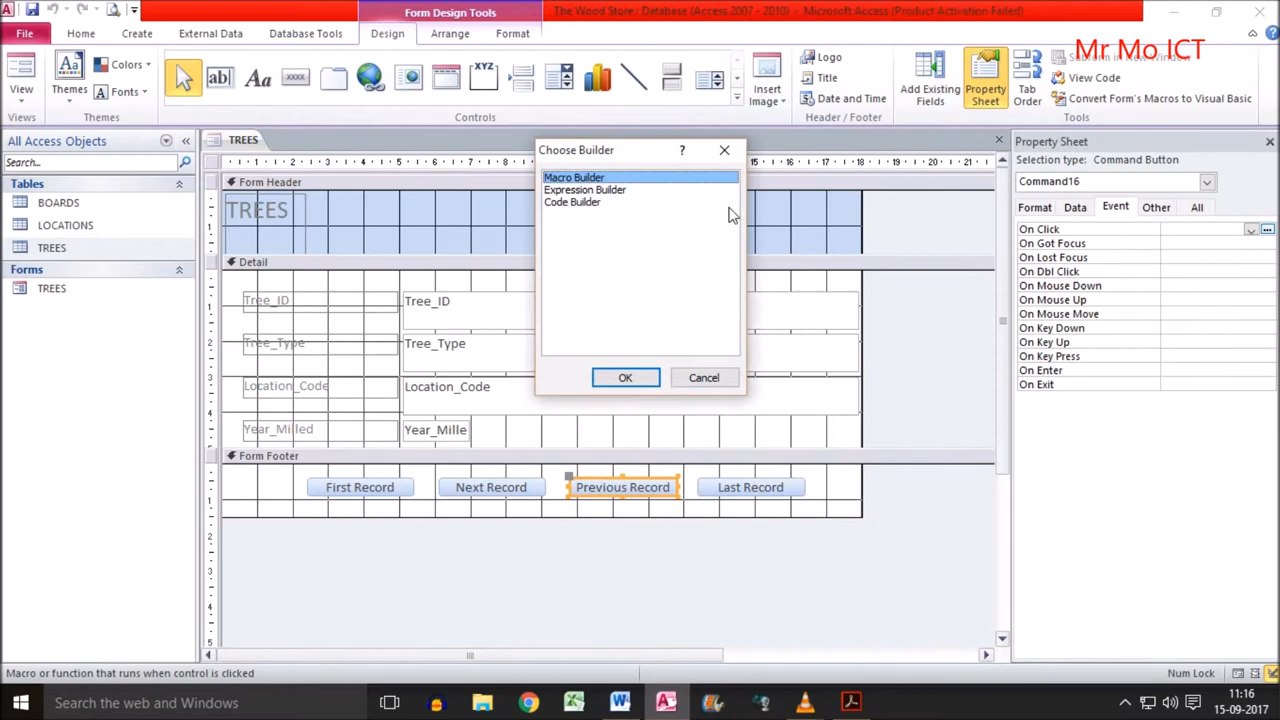 Form Design Tools
The Wood Store : Database (Access 2007 - 2010) - Microsoft Access (Product Activation Failed)
File Home Create External Data Database Tools Design Arrange Format
Mr Mo ICT
View
Views
Themes
Colors
Fonts
Themes
ab|
Aa
xxxx
XYZ
Controls
Insert
Image
Logo
Title
Date and Time
Header / Footer
Add Existing
Fields
Property
Sheet
Tab
Order
Subform in New Window
View Code
Convert Form's Macros to Visual Basic
Tools
All Access Objects
Search...
Tables
BOARDS
LOCATIONS
TREES
Forms
TREES
TREES
Form Header
TREES
Detail
Tree_ID Tree_ID
Tree_Type Tree_Type
Location_Code Location_Code
Year_Milled Year_Mille
Form Footer
First Record Next Record Previous Record Last Record
Choose Builder ?
Macro Builder
Expression Builder
Code Builder
OK Cancel
Property Sheet
Selection type: Command Button
Command16
Format Data Event Other All
On Click
On Got Focus
On Lost Focus
On Dbl Click
On Mouse Down
On Mouse Up
On Mouse Move
On Key Down
On Key Up
On Key Press
On Enter
On Exit
Macro or function that runs when control is clicked
Num Lock
Search the web and Windows
11:16
15-09-2017